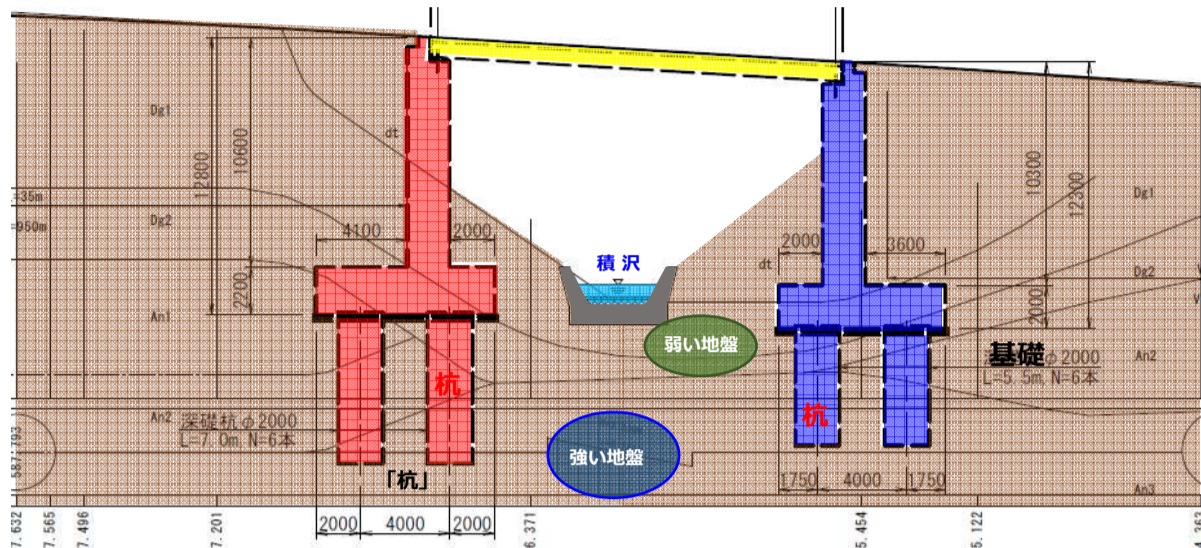 Dg1
dt
12800
10600
=35m
=950m
Dg2
4100
2000
2200
An1
An2
深礎杭φ2000
L=7.0m, N=6本
杭
「杭」
2000
4000
2000
積沢
弱い地盤
強い地盤
10300
12300
Dg1
2000
3600
dt
Dg2
2000
基礎
φ2000
L=5.5m, N=6本
An2
杭
1750
4000
1750
An3
587.793
7.632
7.565
7.496
7.201
6.371
5.454
5.122